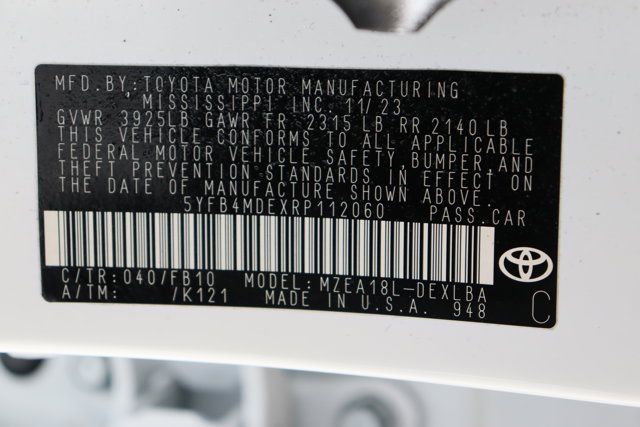 MFD.BY:TOYOTA MOTOR MANUFACTURING
MISSISSIPPI INC. 11/23
GVWR 3925LB GAWR FR 2315 LB RR 2140 LB
THIS VEHICLE CONFORMS TO ALL APPLICABLE
FEDERAL MOTOR VEHICLE SAFETY, BUMPER, AND
THEFT PREVENTION STANDARDS IN EFFECT ON
THE DATE OF MANUFACTURE SHOWN ABOVE.
5YFB4MDEXRP112060 PASS.CAR
C/TR: 040/FB10 MODEL: MZEA18L-DEXLBA
A/TM: /K121 MADE IN U.S.A. 948 C